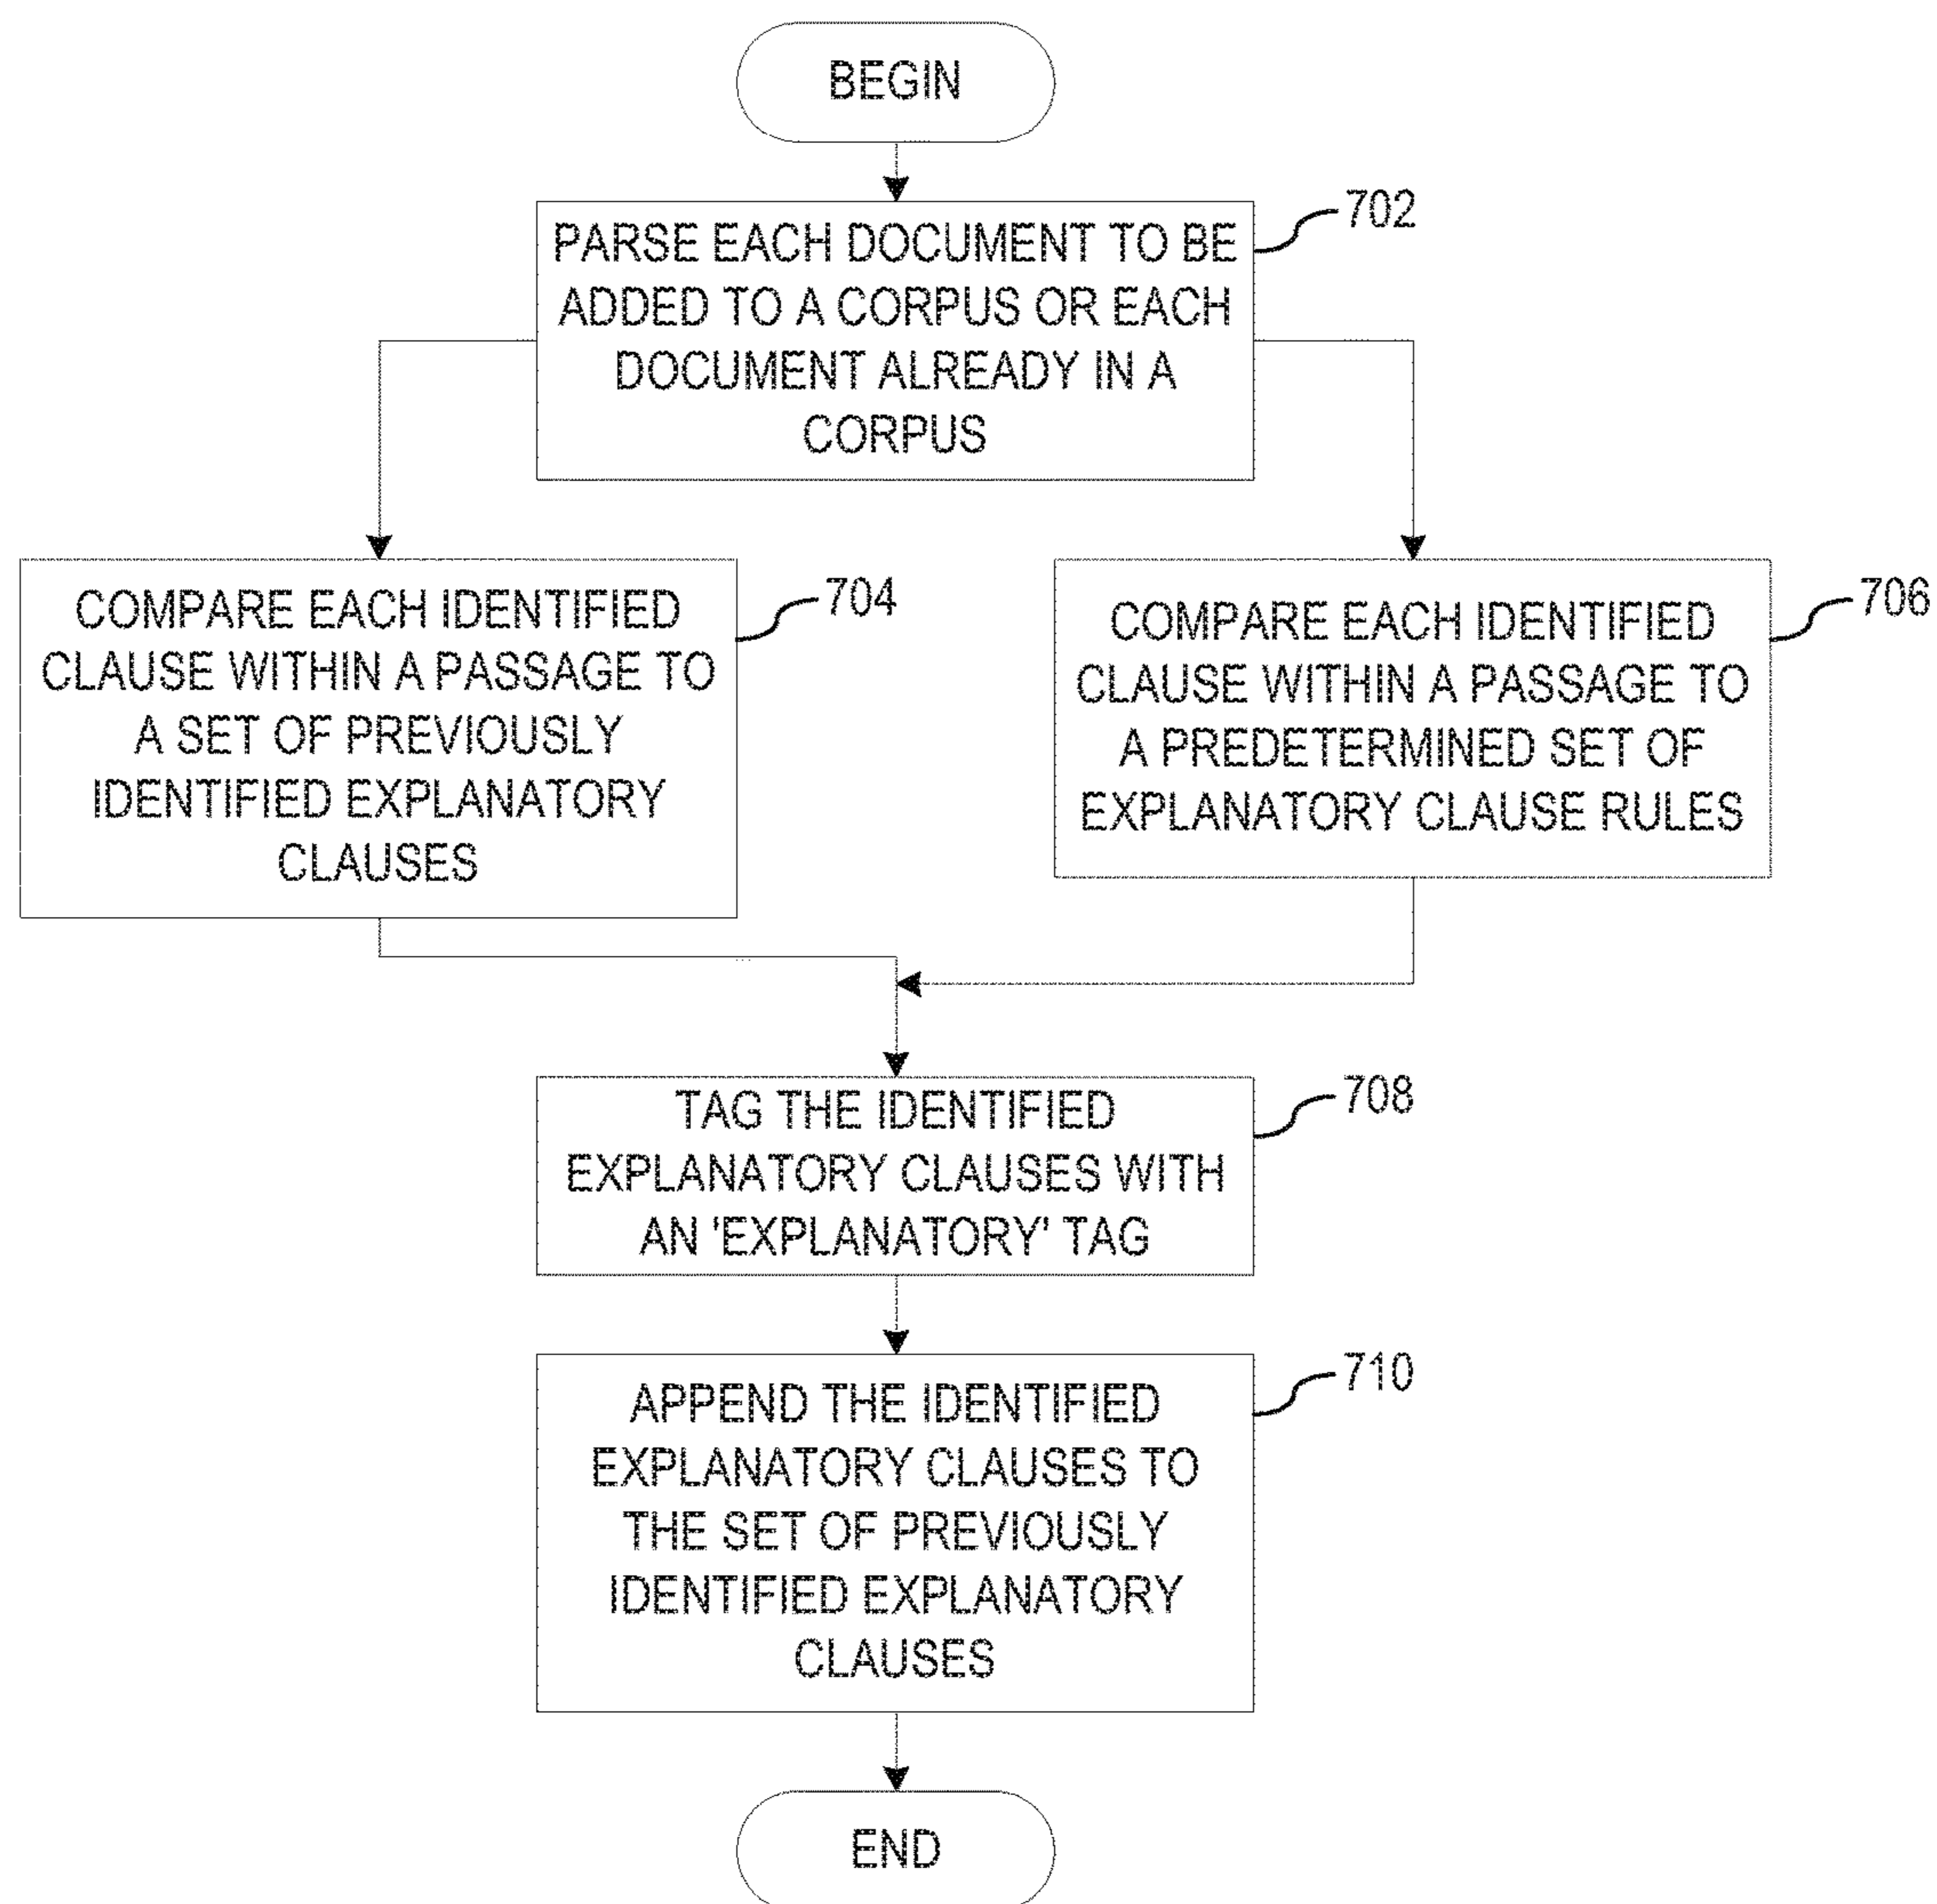 BEGIN
PARSE EACH DOCUMENT TO BE
ADDED TO A CORPUS OR EACH
DOCUMENT ALREADY IN A
CORPUS
702
COMPARE EACH IDENTIFIED
CLAUSE WITHIN A PASSAGE TO
A SET OF PREVIOUSLY
IDENTIFIED EXPLANATORY
CLAUSES
704
COMPARE EACH IDENTIFIED
CLAUSE WITHIN A PASSAGE TO
A PREDETERMINED SET OF
EXPLANATORY CLAUSE RULES
706
TAG THE IDENTIFIED
EXPLANATORY CLAUSES WITH
AN 'EXPLANATORY' TAG
708
APPEND THE IDENTIFIED
EXPLANATORY CLAUSES TO
THE SET OF PREVIOUSLY
IDENTIFIED EXPLANATORY
CLAUSES
710
END